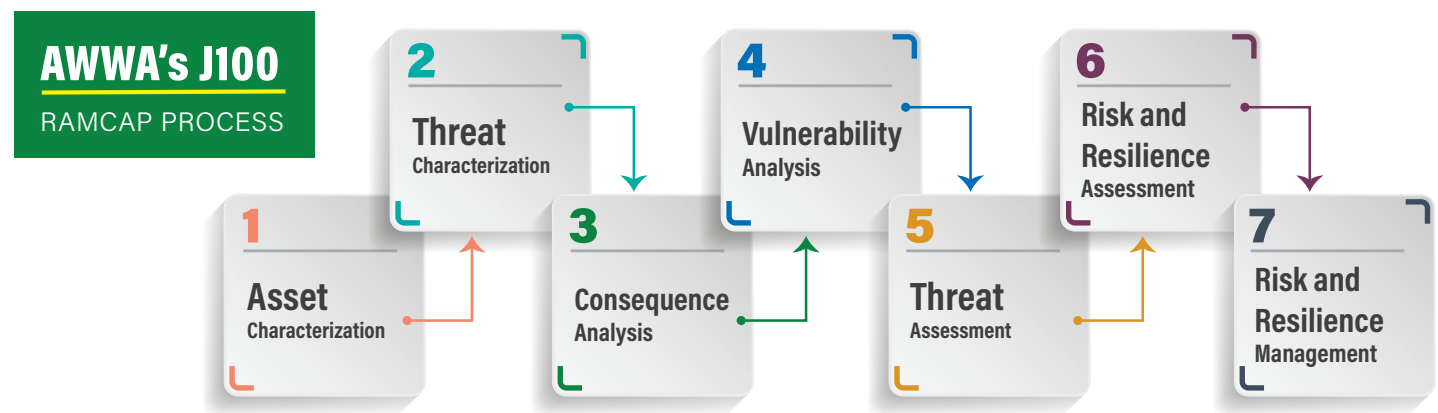 AWWA's J100
RAMCAP PROCESS
1
Asset
Characterization
2
Threat
Characterization
3
Consequence
Analysis
4
Vulnerability
Analysis
5
Threat
Assessment
6
Risk and
Resilience
Assessment
7
Risk and
Resilience
Management